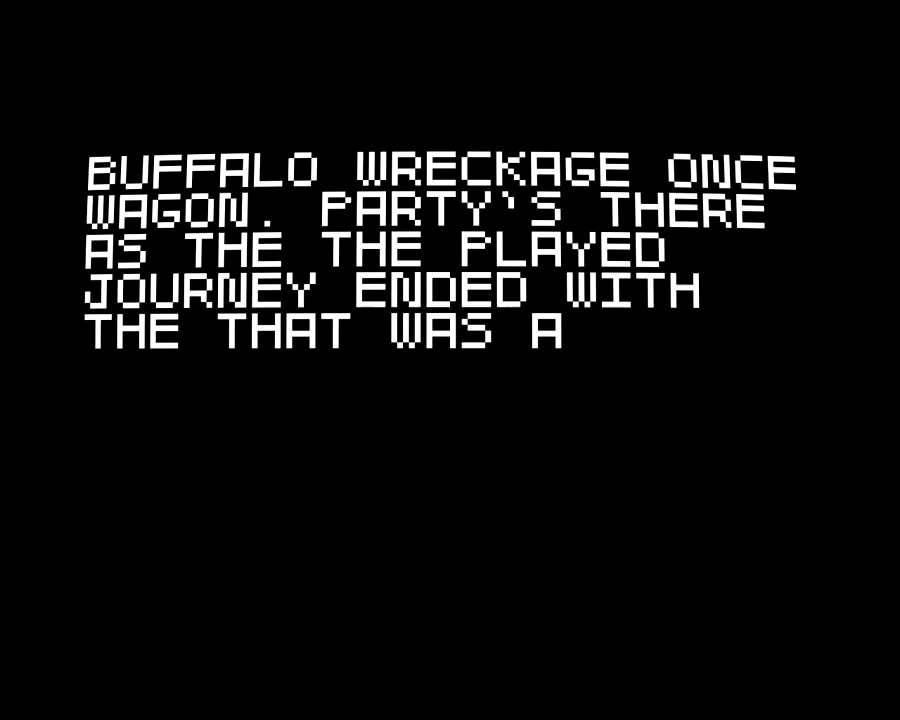 BUFFALO WRECKAGE ONCE
WAGON. PARTY'S THERE
AS THE THE PLAYED
JOURNEY ENDED WITH
THE THAT WAS A